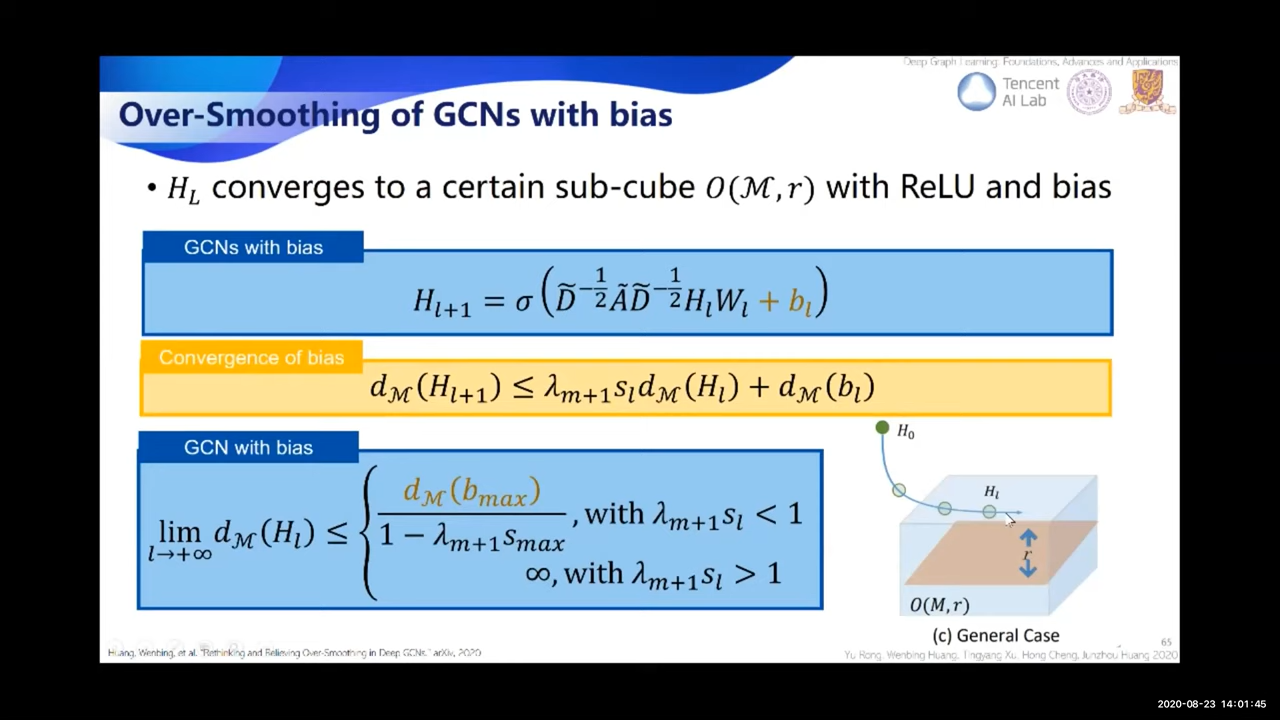 Deep Graph Learning: Foundations, Advances and Applications
Tencent
AI Lab
Over-Smoothing of GCNs with bias
• H_L converges to a certain sub-cube O(ℳ, r) with ReLU and bias
GCNs with bias
H_{l+1} = σ(D̃^{-1/2} Ã D̃^{-1/2} H_l W_l + b_l)
Convergence of bias
d_ℳ(H_{l+1}) ≤ λ_{m+1} s_l d_ℳ(H_l) + d_ℳ(b_l)
GCN with bias
lim_{l→+∞} d_ℳ(H_l) ≤ { d_ℳ(b_{max}) / (1 − λ_{m+1} s_{max}) , with λ_{m+1} s_l < 1
∞, with λ_{m+1} s_l > 1
H_0
H_l
r
O(M, r)
(c) General Case
65
Huang, Wenbing, et al. "Rethinking and Relieving Over-Smoothing in Deep GCNs." arXiv, 2020
Yu Rong, Wenbing Huang, Tingyang Xu, Hong Cheng, Junzhou Huang 2020
2020-08-23 14:01:45